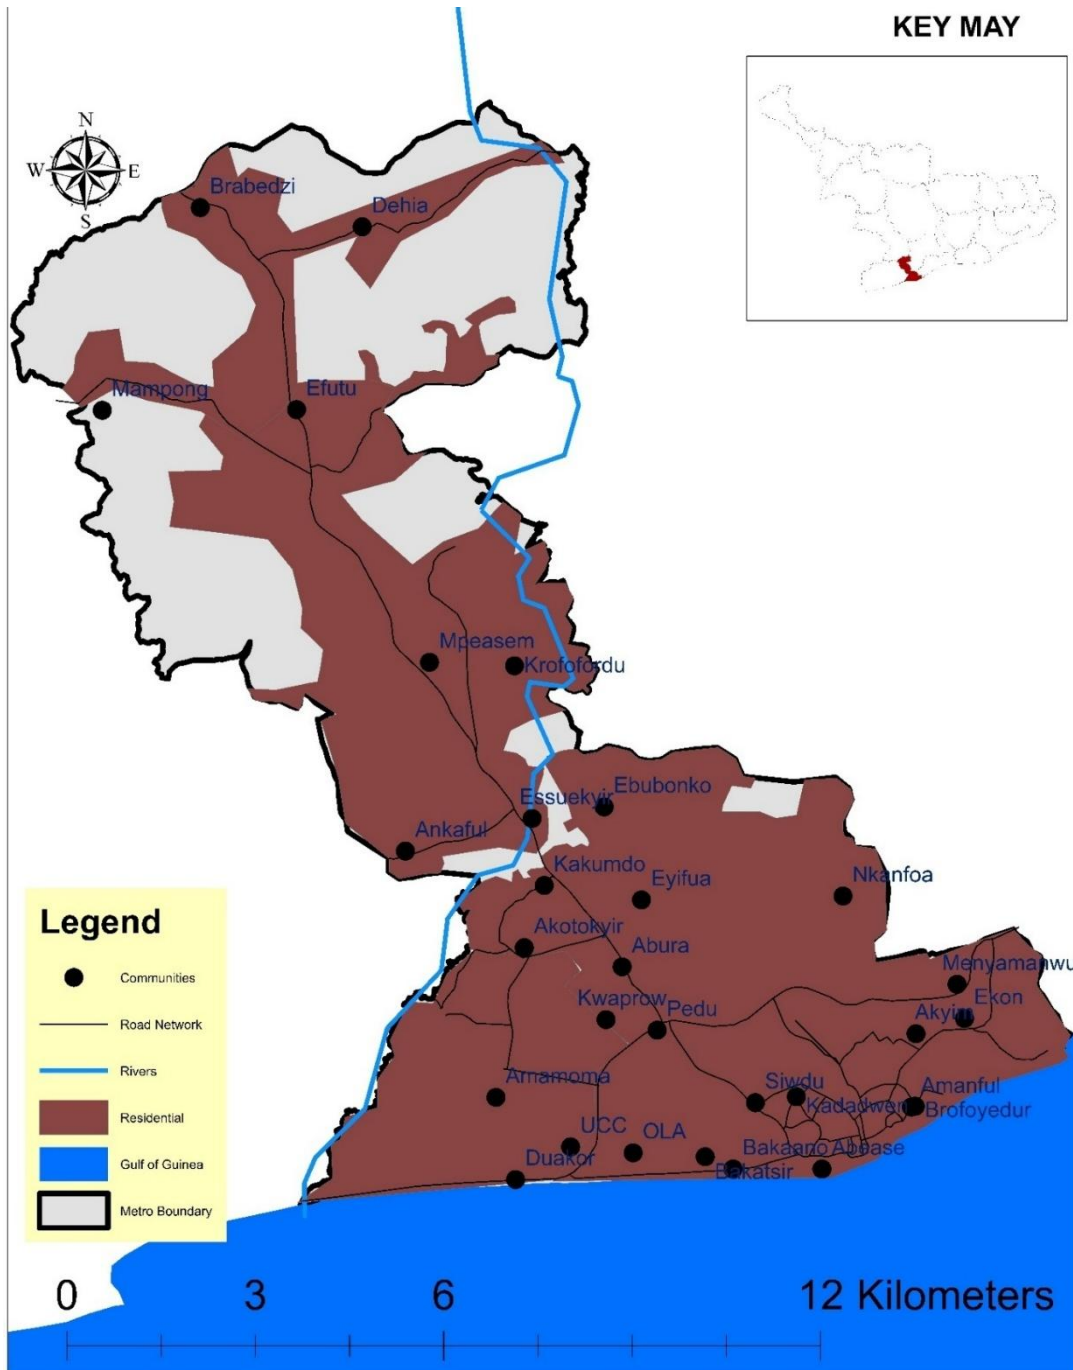 KEY MAY
N
W E
S
Brabedzi
Dehia
Mampong
Efutu
Mpeasem
Krofofordu
Ebubonko
Essuekyir
Ankaful
Kakumdo
Eyifua
Nkanfoa
Akotokyir
Abura
Menyamanwu
Kwaprow
Pedu
Ekon
Akyim
Amamoma
Siwdu
Kadadwen
Amanful
Brofoyedur
UCC
OLA
Duakor
Bakaano
Abease
Bakatsir
Legend
Communities
Road Network
Rivers
Residential
Gulf of Guinea
Metro Boundary
0 3 6 12 Kilometers